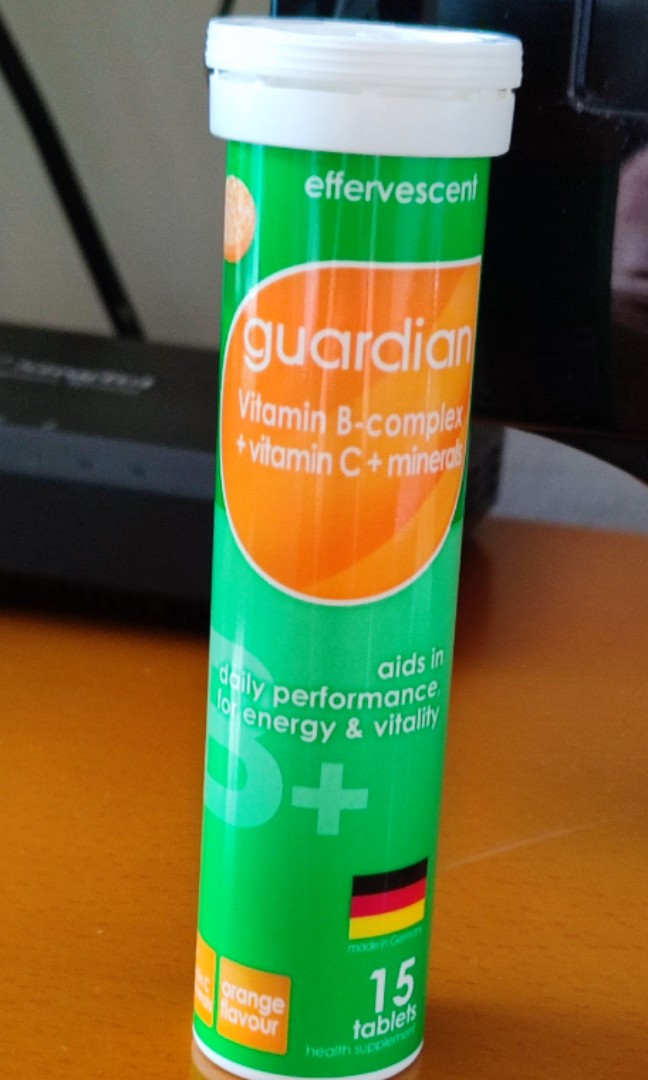 effervescent
guardian
Vitamin B-complex
+ vitamin C + minerals
aids in
daily performance.
for energy & vitality
B+
made in Germany
orange
flavour
15
tablets
health supplement